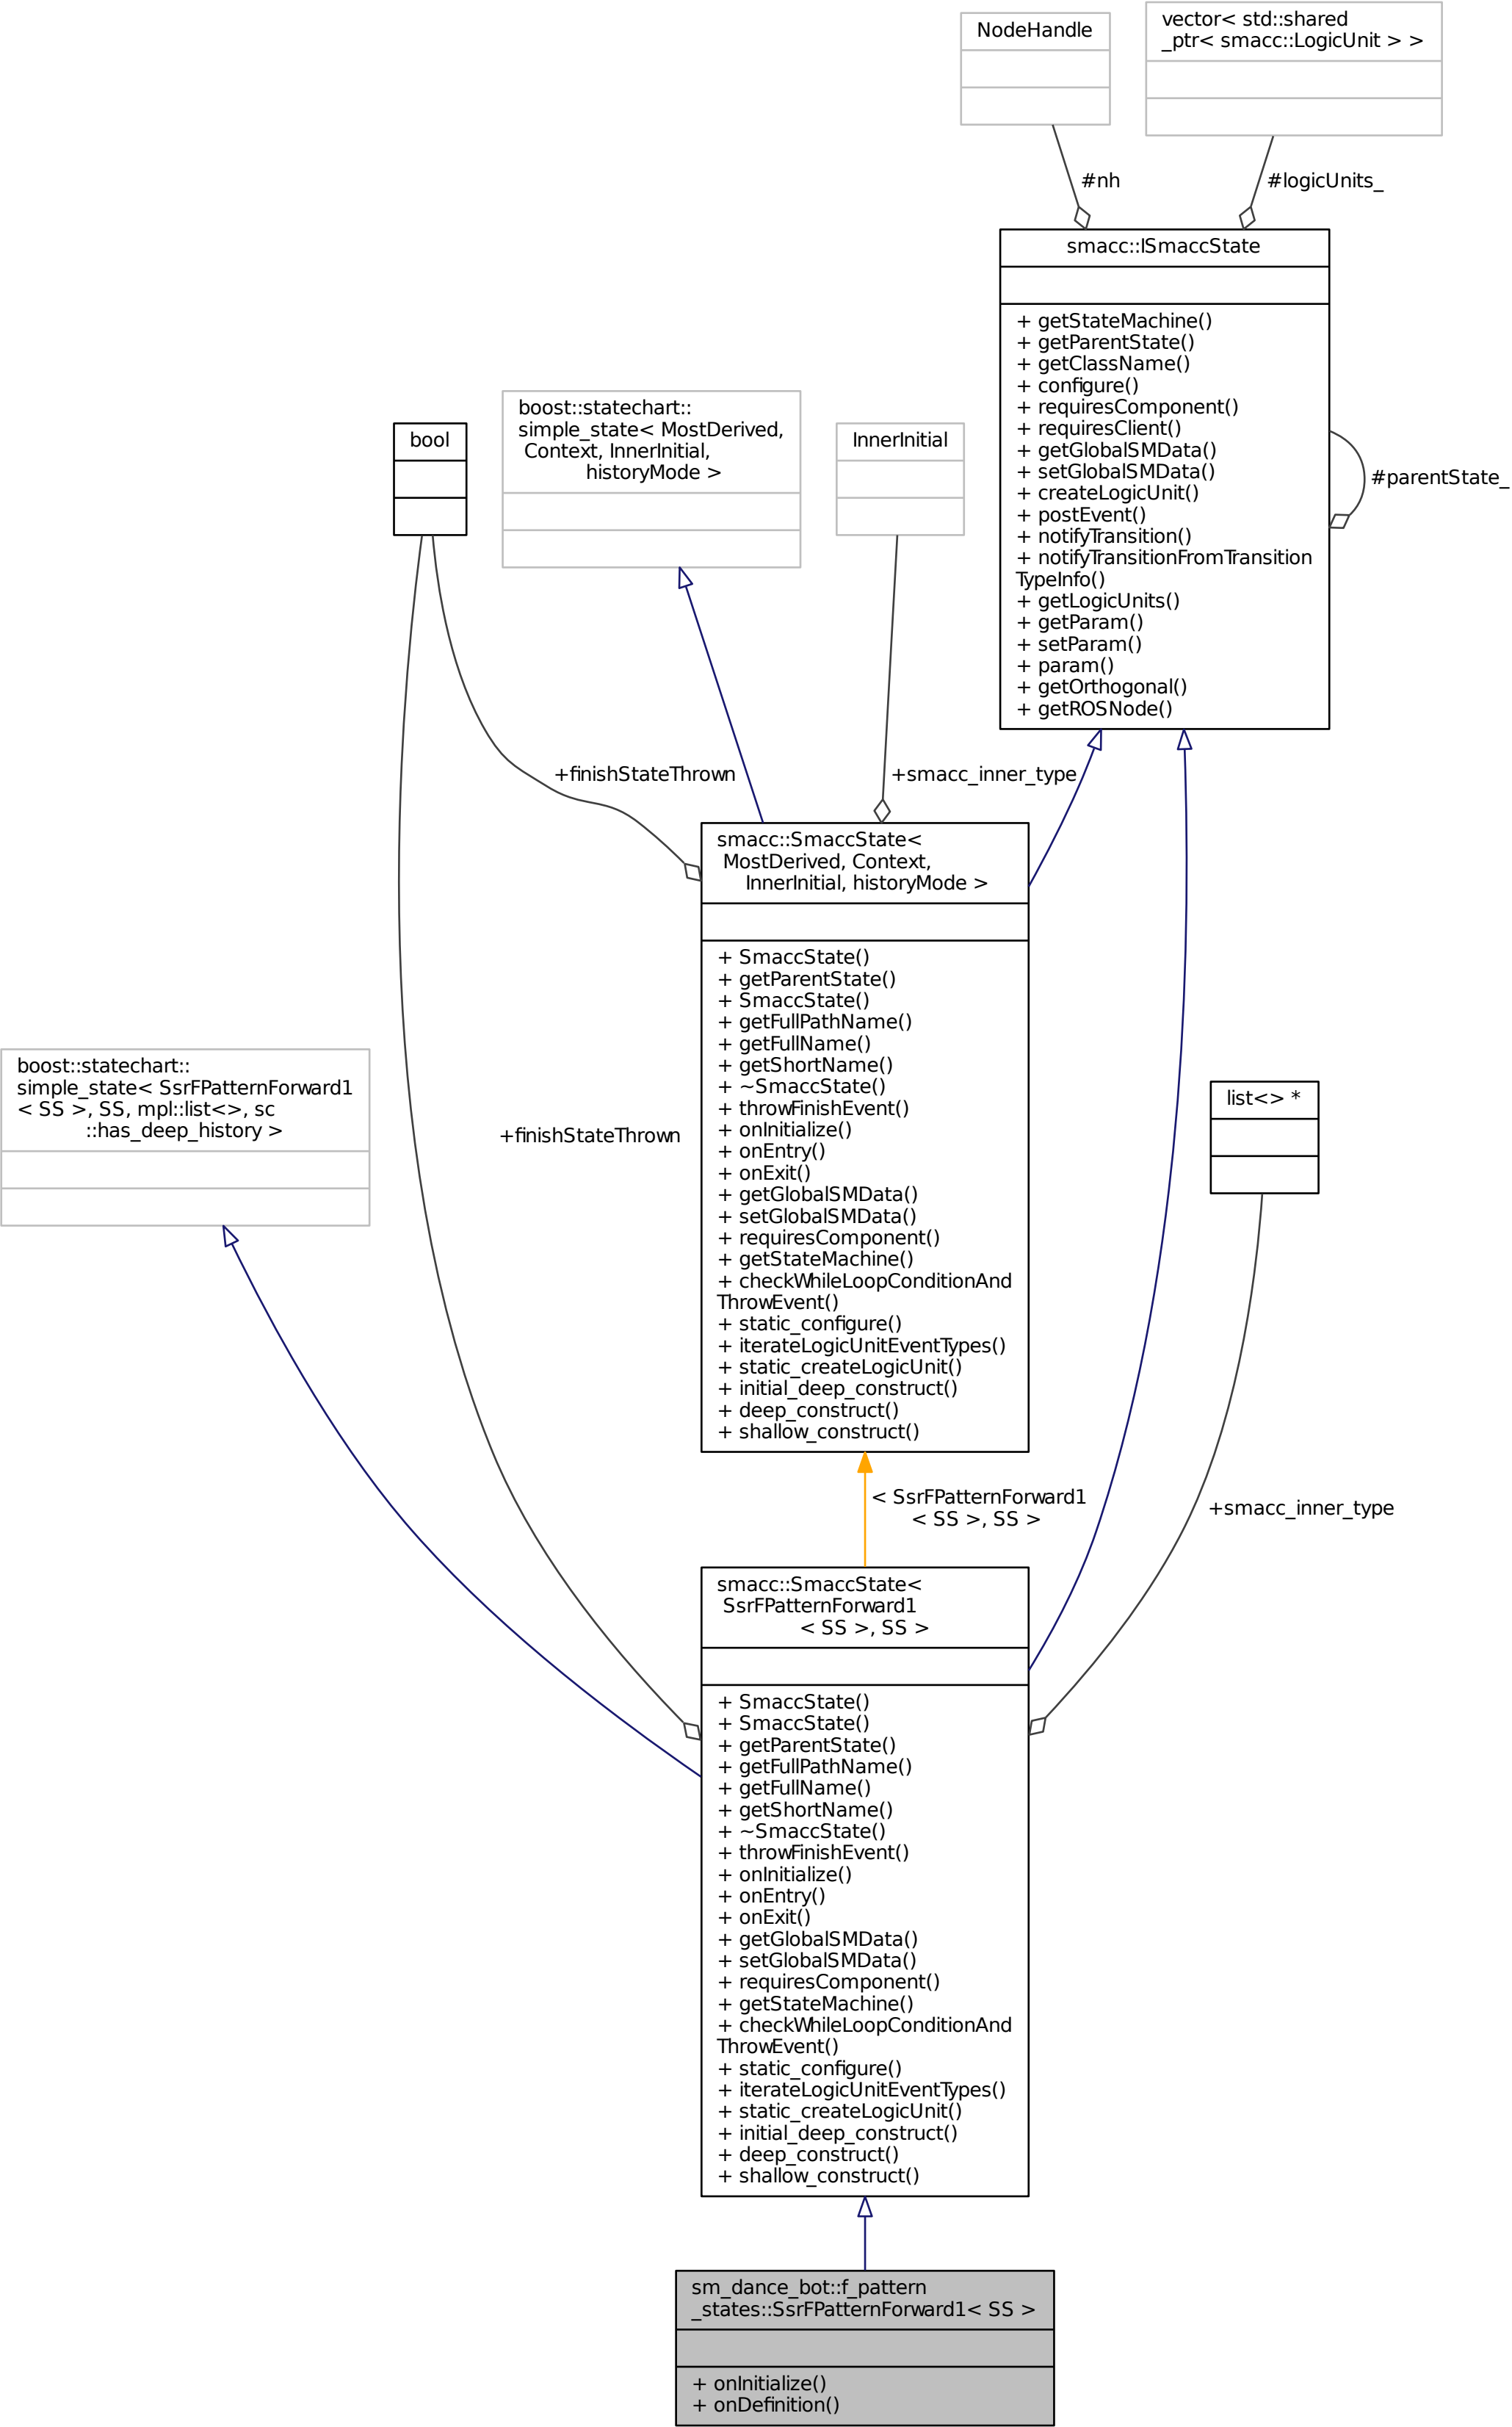 NodeHandle
vector< std::shared
_ptr< smacc::LogicUnit > >
#nh
#logicUnits_
smacc::ISmaccState
+ getStateMachine()
+ getParentState()
+ getClassName()
+ configure()
+ requiresComponent()
+ requiresClient()
+ getGlobalSMData()
+ setGlobalSMData()
+ createLogicUnit()
+ postEvent()
+ notifyTransition()
+ notifyTransitionFromTransition
TypeInfo()
+ getLogicUnits()
+ getParam()
+ setParam()
+ param()
+ getOrthogonal()
+ getROSNode()
#parentState_
boost::statechart::
simple_state< MostDerived,
Context, InnerInitial,
historyMode >
bool
InnerInitial
+finishStateThrown
+smacc_inner_type
smacc::SmaccState<
MostDerived, Context,
InnerInitial, historyMode >
+ SmaccState()
+ getParentState()
+ SmaccState()
+ getFullPathName()
+ getFullName()
+ getShortName()
+ ~SmaccState()
+ throwFinishEvent()
+ onInitialize()
+ onEntry()
+ onExit()
+ getGlobalSMData()
+ setGlobalSMData()
+ requiresComponent()
+ getStateMachine()
+ checkWhileLoopConditionAnd
ThrowEvent()
+ static_configure()
+ iterateLogicUnitEventTypes()
+ static_createLogicUnit()
+ initial_deep_construct()
+ deep_construct()
+ shallow_construct()
boost::statechart::
simple_state< SsrFPatternForward1
< SS >, SS, mpl::list<>, sc
::has_deep_history >
+finishStateThrown
list<> *
< SsrFPatternForward1
< SS >, SS >
+smacc_inner_type
smacc::SmaccState<
SsrFPatternForward1
< SS >, SS >
+ SmaccState()
+ SmaccState()
+ getParentState()
+ getFullPathName()
+ getFullName()
+ getShortName()
+ ~SmaccState()
+ throwFinishEvent()
+ onInitialize()
+ onEntry()
+ onExit()
+ getGlobalSMData()
+ setGlobalSMData()
+ requiresComponent()
+ getStateMachine()
+ checkWhileLoopConditionAnd
ThrowEvent()
+ static_configure()
+ iterateLogicUnitEventTypes()
+ static_createLogicUnit()
+ initial_deep_construct()
+ deep_construct()
+ shallow_construct()
sm_dance_bot::f_pattern
_states::SsrFPatternForward1< SS >
+ onInitialize()
+ onDefinition()